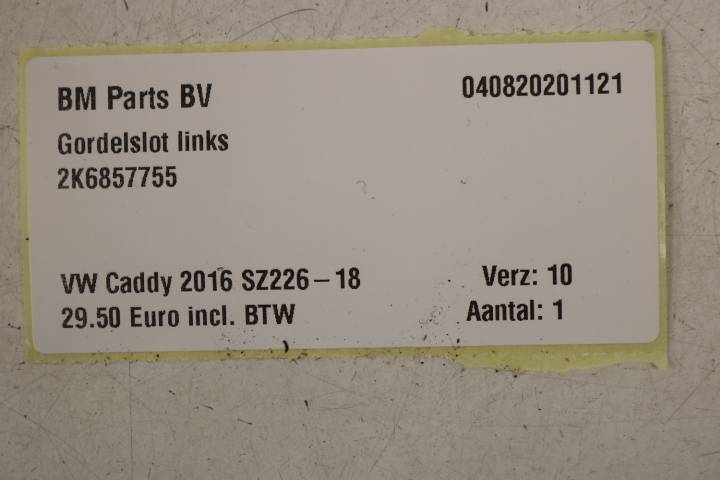 BM Parts BV
040820201121
Gordelslot links
2K6857755
VW Caddy 2016 SZ226-18
Verz: 10
29.50 Euro incl. BTW
Aantal: 1